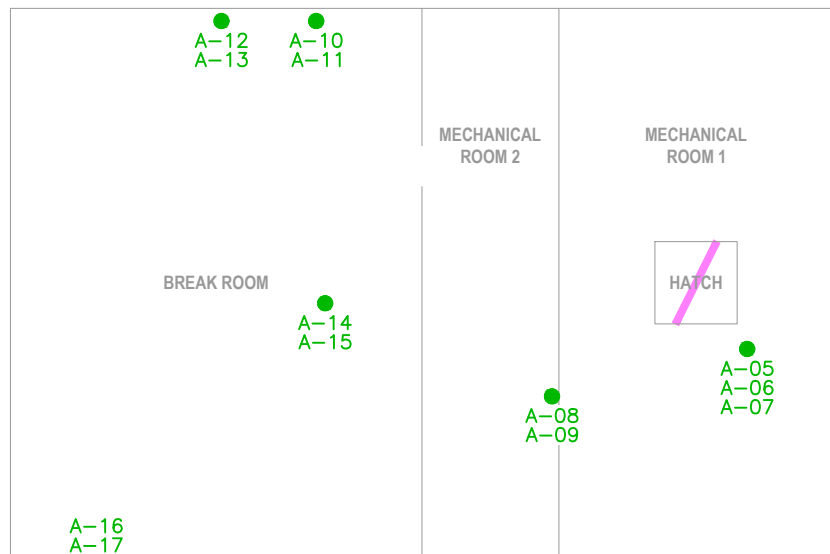 A-12
A-13
A-10
A-11
MECHANICAL
ROOM 2
MECHANICAL
ROOM 1
BREAK ROOM
HATCH
A-14
A-15
A-05
A-06
A-07
A-08
A-09
A-16
A-17